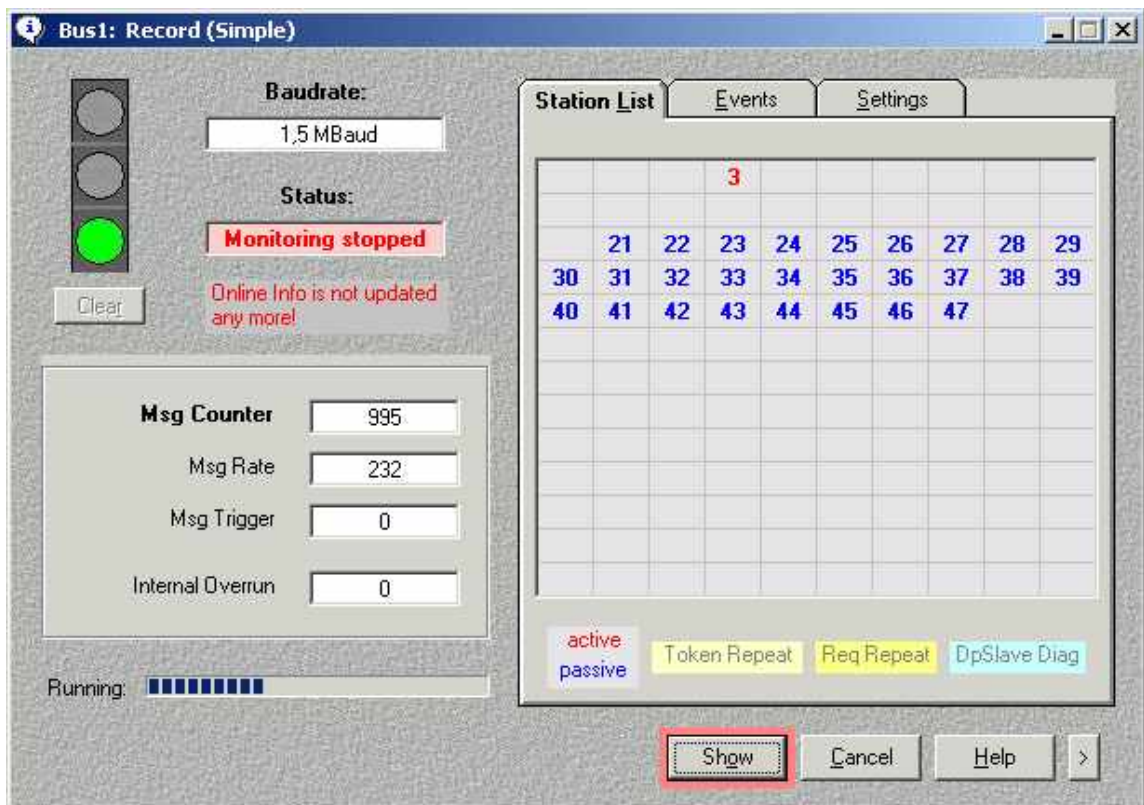 Bus1: Record (Simple)
Baudrate:
1,5 MBaud
Status:
Monitoring stopped
Online Info is not updated
any more!
Clear
Msg Counter 995
Msg Rate 232
Msg Trigger 0
Internal Overrun 0
Running:
Station List Events Settings
3
21 22 23 24 25 26 27 28 29
30 31 32 33 34 35 36 37 38 39
40 41 42 43 44 45 46 47
active
passive
Token Repeat Req Repeat DpSlave Diag
Show Cancel Help >